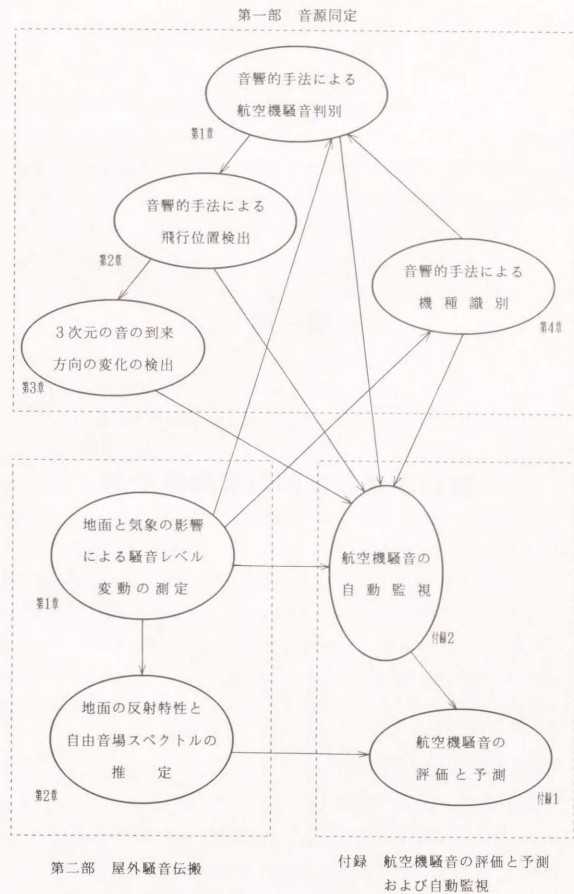 第一部 音源同定
音響的手法による
航空機騒音判別
第1章
音響的手法による
飛行位置検出
第2章
音響的手法による
機種識別
第4章
3次元の音の到来
方向の変化の検出
第3章
地面と気象の影響
による騒音レベル
変動の測定
第1章
航空機騒音の
自動監視
付録2
地面の反射特性と
自由音場スペクトルの
推定
第2章
航空機騒音の
評価と予測
付録1
第二部 屋外騒音伝搬
付録 航空機騒音の評価と予測
および自動監視